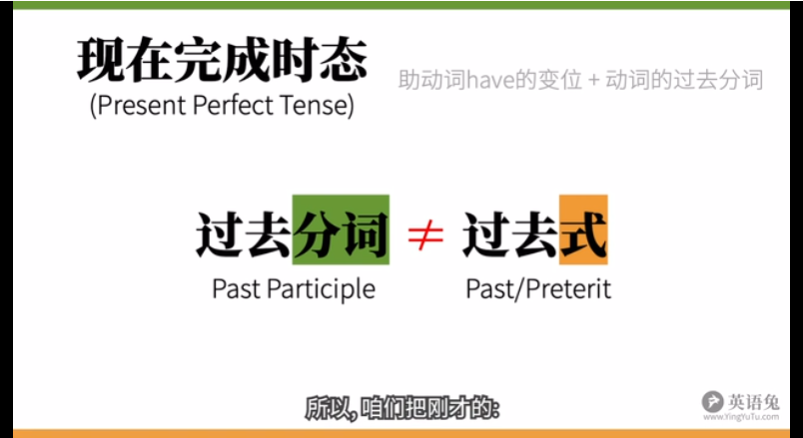 现在完成时态
(Present Perfect Tense)
助动词have的变位 + 动词的过去分词
过去分词 ≠ 过去式
Past Participle
Past/Preterit
所以, 咱们把刚才的:
英语兔
www.YingYuTu.com